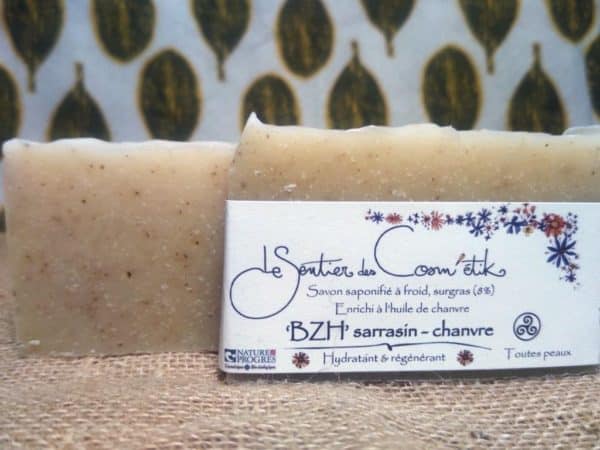 Le Sentier des Cosm'étik
Savon saponifié à froid, surgras (8%)
Enrichi à l'huile de chanvre
'BZH' sarrasin - chanvre
Hydratant & régénérant
Toutes peaux
NATURE &
PROGRES